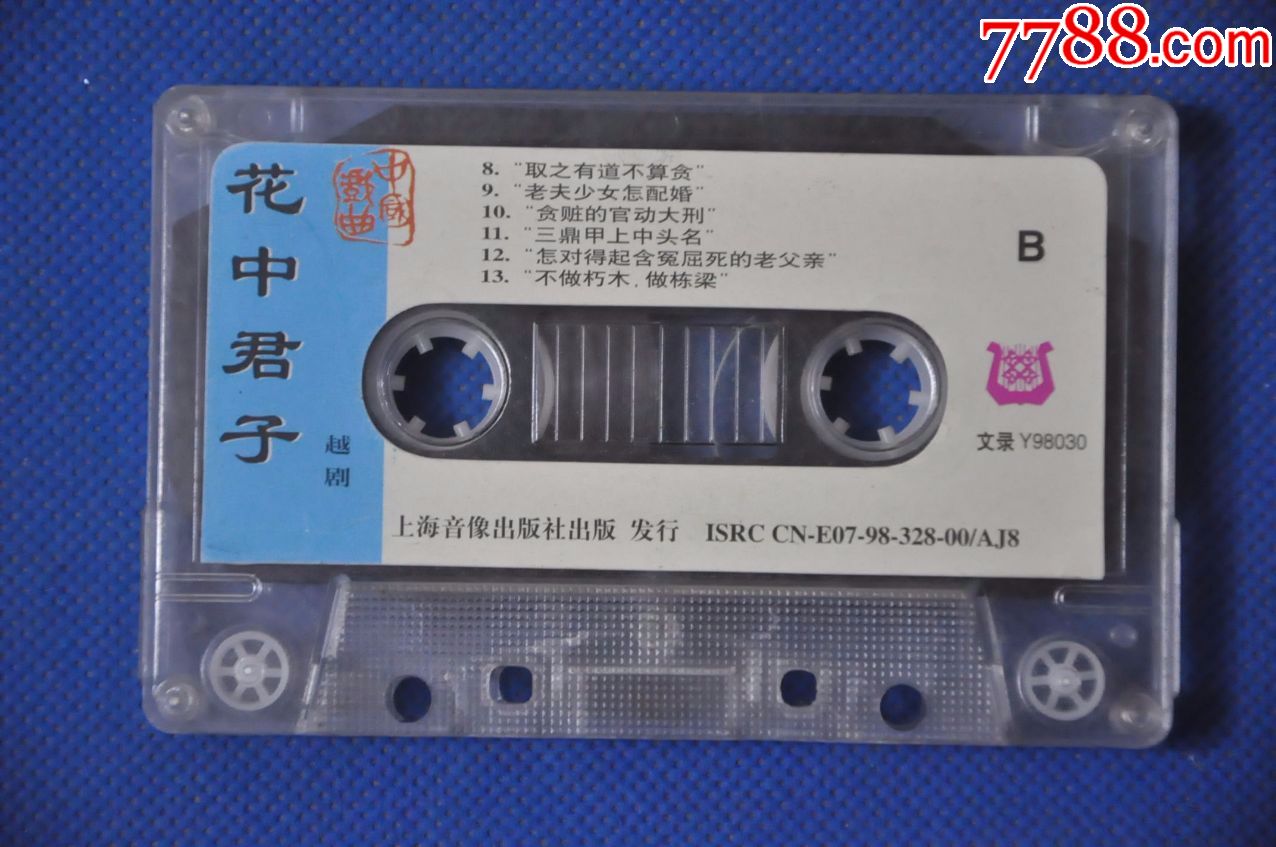 7788.com
花中君子
越剧
中国戲曲
8. "取之有道不算贪"
9. "老夫少女怎配婚"
10. "贪赃的官动大刑"
11. "三鼎甲上中头名"
12. "怎对得起含冤屈死的老父亲"
13. "不做朽木，做栋梁"
B
文录 Y98030
上海音像出版社出版 发行 ISRC CN-E07-98-328-00/AJ8